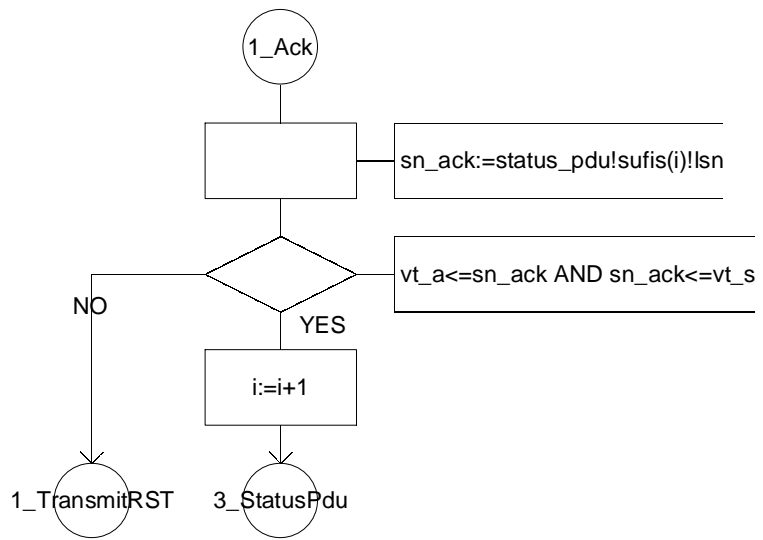 1_Ack
sn_ack:=status_pdu!sufis(i)!lsn
vt_a<=sn_ack AND sn_ack<=vt_s
NO
YES
i:=i+1
1_TransmitRST
3_StatusPdu